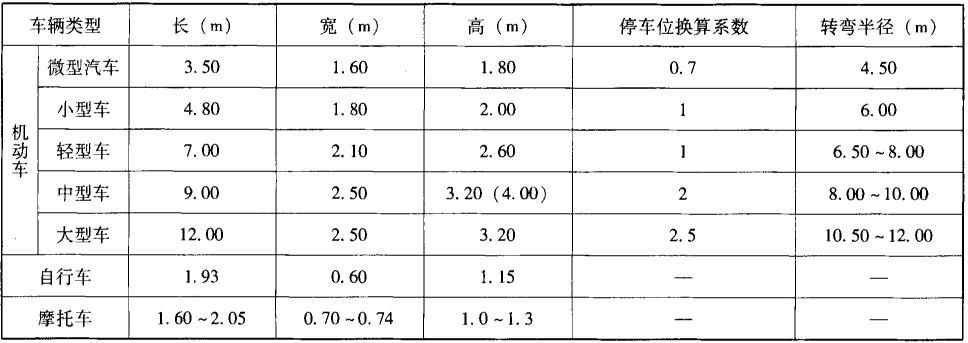 车辆类型 长（m） 宽（m） 高（m） 停车位换算系数 转弯半径（m）
机动车 微型汽车 3.50 1.60 1.80 0.7 4.50
小型车 4.80 1.80 2.00 1 6.00
轻型车 7.00 2.10 2.60 1 6.50~8.00
中型车 9.00 2.50 3.20（4.00） 2 8.00~10.00
大型车 12.00 2.50 3.20 2.5 10.50~12.00
自行车 1.93 0.60 1.15 — —
摩托车 1.60~2.05 0.70~0.74 1.0~1.3 — —